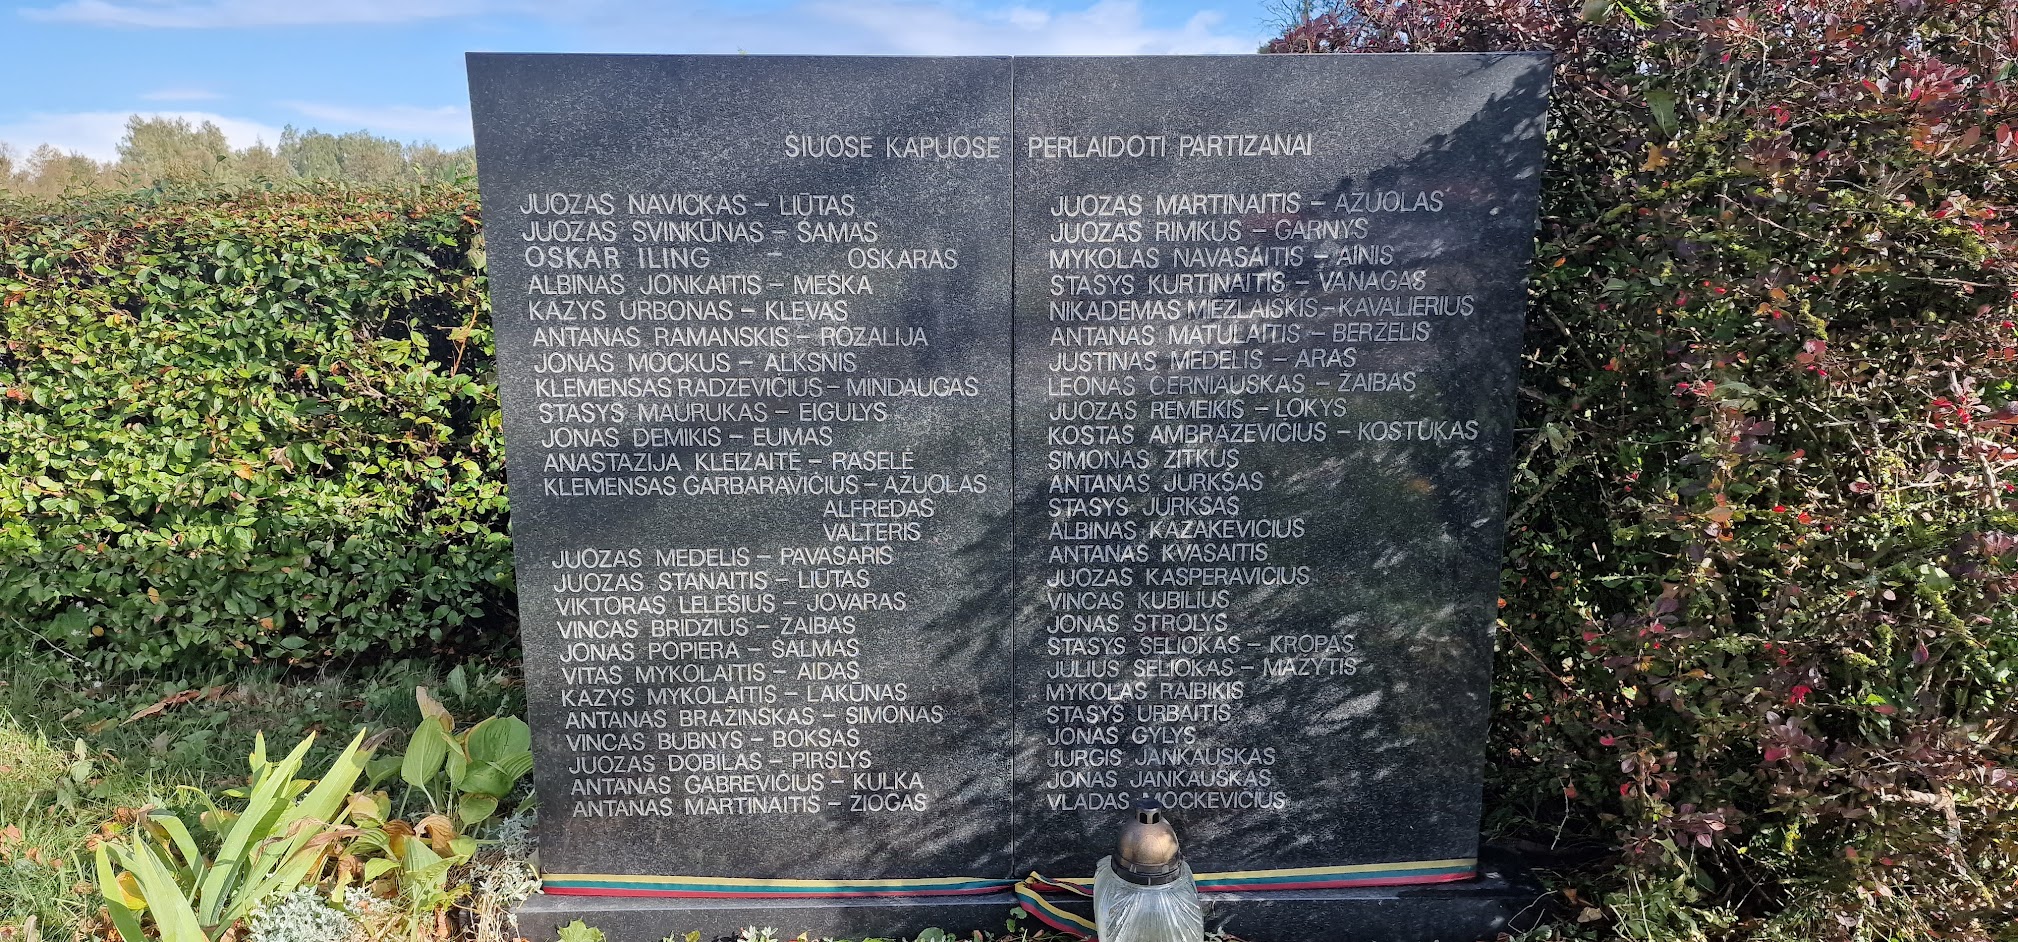 ŠIUOSE KAPUOSE PERLAIDOTI PARTIZANAI
JUOZAS NAVICKAS – LIŪTAS
JUOZAS SVINKŪNAS – ŠAMAS
OSKAR ILING – OSKARAS
ALBINAS JONKAITIS – MEŠKA
KAZYS URBONAS – KLEVAS
ANTANAS RAMANSKIS – ROZALIJA
JONAS MOCKUS – ALKSNIS
KLEMENSAS RADZEVIČIUS – MINDAUGAS
STASYS MAURUKAS – EIGULYS
JONAS DEMIKIS – EUMAS
ANASTAZIJA KLEIZAITĖ – RASELĖ
KLEMENSAS GARBARAVIČIUS – ĄŽUOLAS
ALFREDAS
VALTERIS
JUOZAS MEDELIS – PAVASARIS
JUOZAS STANAITIS – LIŪTAS
VIKTORAS LELEŠIUS – JOVARAS
VINCAS BRIDŽIUS – ŽAIBAS
JONAS POPIERA – ŠALMAS
VITAS MYKOLAITIS – AIDAS
KAZYS MYKOLAITIS – LAKŪNAS
ANTANAS BRAŽINSKAS – SIMONAS
VINCAS BUBNYS – BOKSAS
JUOZAS DOBILAS – PIRŠLYS
ANTANAS GABREVIČIUS – KULKA
ANTANAS MARTINAITIS – ŽIOGAS
JUOZAS MARTINAITIS – ĄŽUOLAS
JUOZAS RIMKUS – GARNYS
MYKOLAS NAVASAITIS – AINIS
STASYS KURTINAITIS – VANAGAS
NIKADEMAS MIEZLAISKIS – KAVALIERIUS
ANTANAS MATULAITIS – BERŽELIS
JUSTINAS MEDELIS – ARAS
LEONAS ČERNIAUSKAS – ŽAIBAS
JUOZAS REMEIKIS – LOKYS
KOSTAS AMBRAZEVIČIUS – KOSTUKAS
SIMONAS ZITKUS
ANTANAS JURKŠAS
STASYS JURKŠAS
ALBINAS KAZAKEVIČIUS
ANTANAS KVASAITIS
JUOZAS KASPERAVIČIUS
VINCAS KUBILIUS
JONAS STROLYS
STASYS SELIOKAS – KROPAS
JULIUS SELIOKAS – MAŽYTIS
MYKOLAS RAIBIKIS
STASYS URBAITIS
JONAS GYLYS
JURGIS JANKAUSKAS
JONAS JANKAUSKAS
VLADAS MOCKEVIČIUS